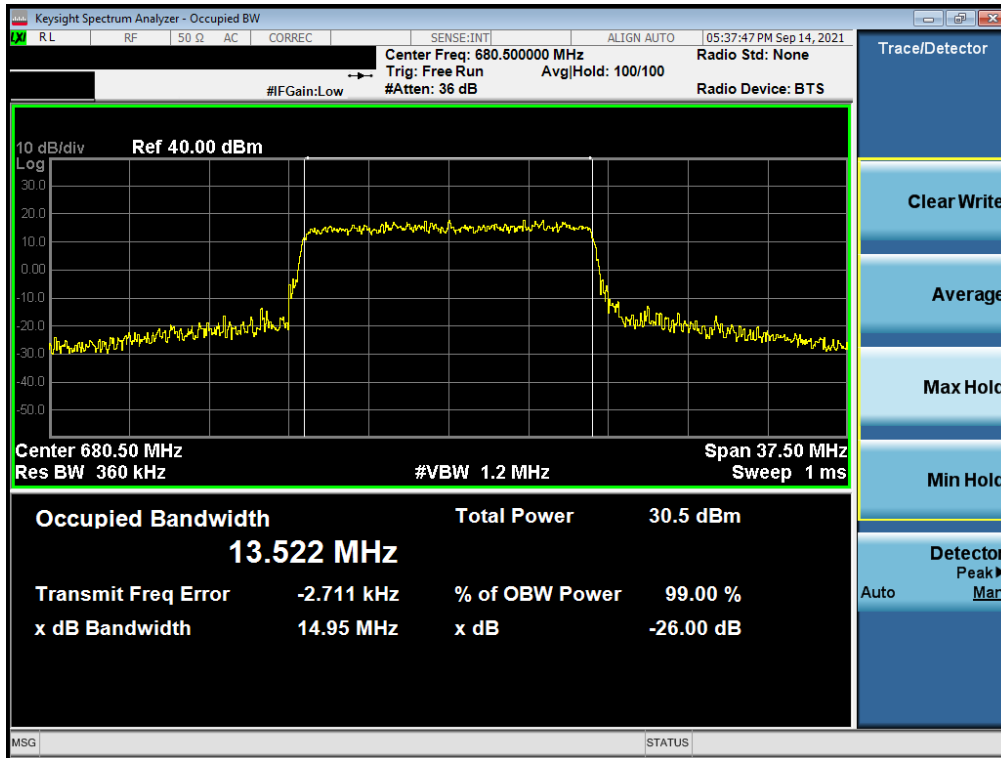 Keysight Spectrum Analyzer - Occupied BW
LXI RL RF 50 Ω AC CORREC SENSE:INT ALIGN AUTO 05:37:47 PM Sep 14, 2021
Center Freq: 680.500000 MHz Radio Std: None
Trig: Free Run Avg|Hold: 100/100
#IFGain:Low #Atten: 36 dB Radio Device: BTS
10 dB/div Ref 40.00 dBm
Log
30.0
20.0
10.0
0.00
-10.0
-20.0
-30.0
-40.0
-50.0
Center 680.50 MHz Span 37.50 MHz
Res BW 360 kHz #VBW 1.2 MHz Sweep 1 ms
Occupied Bandwidth Total Power 30.5 dBm
13.522 MHz
Transmit Freq Error -2.711 kHz % of OBW Power 99.00 %
x dB Bandwidth 14.95 MHz x dB -26.00 dB
MSG STATUS
Trace/Detector
Clear Write
Average
Max Hold
Min Hold
Detector
Peak
Auto Man